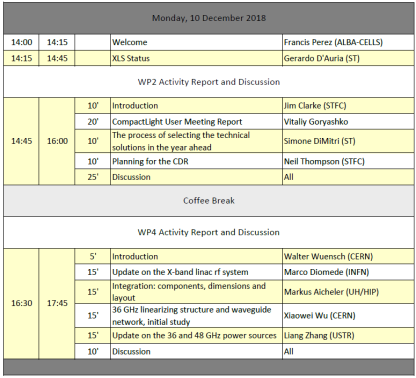 Monday, 10 December 2018
14:00 14:15 Welcome Francis Perez (ALBA-CELLS)
14:15 14:45 XLS Status Gerardo D'Auria (ST)
WP2 Activity Report and Discussion
14:45 16:00
10' Introduction Jim Clarke (STFC)
20' CompactLight User Meeting Report Vitaliy Goryashko
10' The process of selecting the technical
solutions in the year ahead Simone DiMitri (ST)
10' Planning for the CDR Neil Thompson (STFC)
25' Discussion All
Coffee Break
WP4 Activity Report and Discussion
16:30 17:45
5' Introduction Walter Wuensch (CERN)
15' Update on the X-band linac rf system Marco Diomede (INFN)
15' Integration: components, dimensions and
layout Markus Aicheler (UH/HIP)
15' 36 GHz linearizing structure and waveguide
network, initial study Xiaowei Wu (CERN)
15' Update on the 36 and 48 GHz power sources Liang Zhang (USTR)
10' Discussion All